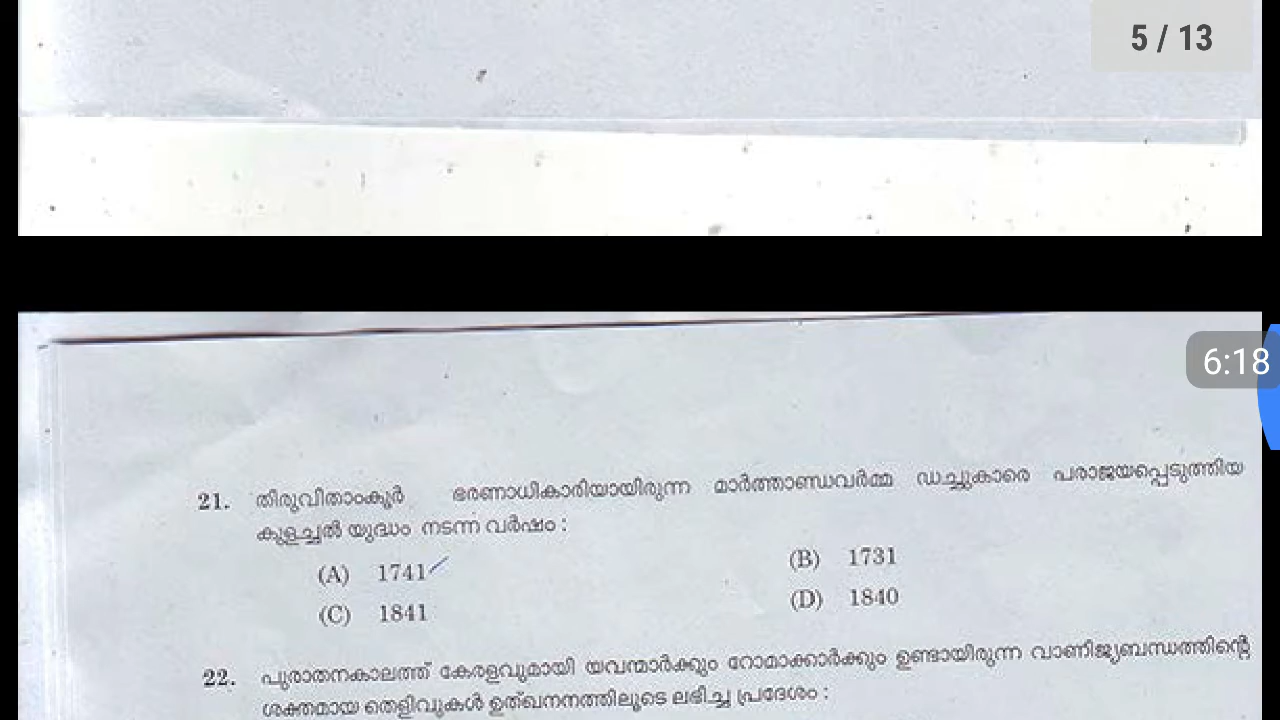 5 / 13
6:18
21. തിരുവിതാംകൂർ ഭരണാധികാരിയായിരുന്ന മാർത്താണ്ഡവർമ്മ ഡച്ചുകാരെ പരാജയപ്പെടുത്തിയ
കുളച്ചൽ യുദ്ധം നടന്ന വർഷം :
(A) 1741 (B) 1731
(C) 1841 (D) 1840
22. പുരാതനകാലത്ത് കേരളവുമായി യവന്മാർക്കും റോമാക്കാർക്കും ഉണ്ടായിരുന്ന വാണിജ്യബന്ധത്തിന്റെ
ശക്തമായ തെളിവുകൾ ഉത്ഖനനത്തിലൂടെ ലഭിച്ച പ്രദേശം :